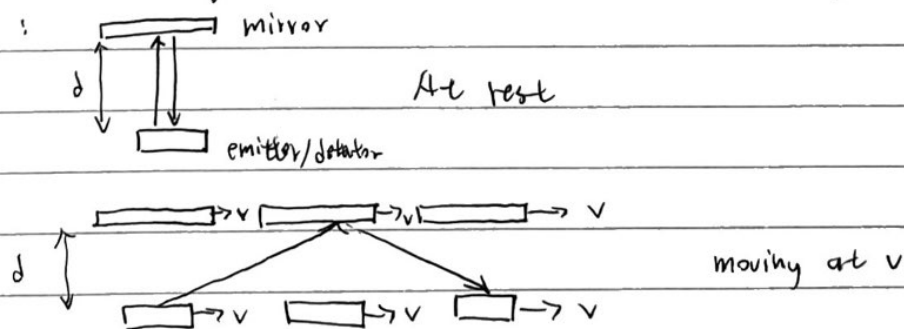 :
mirror
d
At rest
emitter/detector
v v v
d
moving at v
v v v